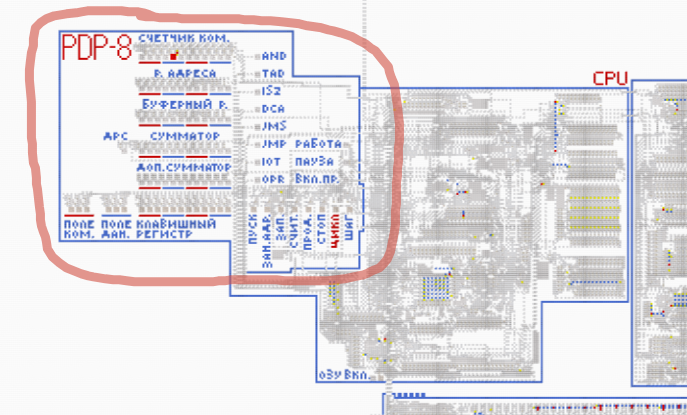 PDP-8
СЧЕТЧИК КОМ.
CPU
AND
Р. АДРЕСА
TAD
ISZ
БУФЕРНЫЙ Р.
DCA
JMS
АРС СУММАТОР
JMP РАБОТА
IOT ПАУЗА
ДОП.СУММАТОР
OPR ВКЛ.ПР.
ПОЛЕ ПОЛЕ КЛАВИШНЫЙ
КОМ. ДАН. РЕГИСТР
ПУСК
ЗАН.АДР.
ЗАП.
СЧИТ.
ПРОД.
СТОП
ЦИКЛ
ШАГ
ОЗУ ВКЛ.